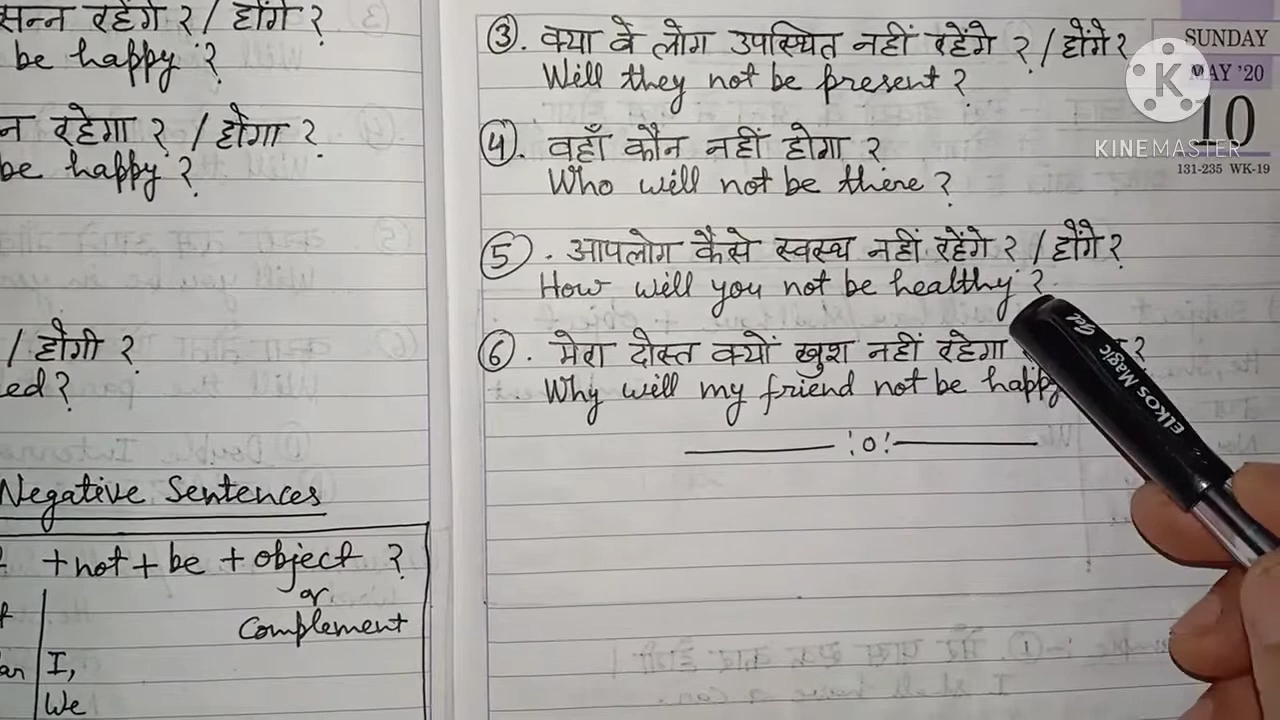 सन्न रहेंगे ? / होंगे ?
be happy ?
न रहेगा ? / होगा ?
be happy ?
/ होगी ?
ed ?
Negative Sentences
+ not + be + object ?
or
Complement
I,
We
③. क्या वे लोग उपस्थित नहीं रहेंगे ? / होंगे ?
Will they not be present ?
④. वहाँ कौन नहीं होगा ?
Who will not be there ?
⑤. आपलोग कैसे स्वस्थ नहीं रहेंगे ? / होंगे ?
How will you not be healthy ?
⑥. मेरा दोस्त क्यों खुश नहीं रहेगा ?
Why will my friend not be happy
:0:
SUNDAY
MAY '20
10
131-235 WK-19
K
KINEMASTER
ELKOS Magic Gel